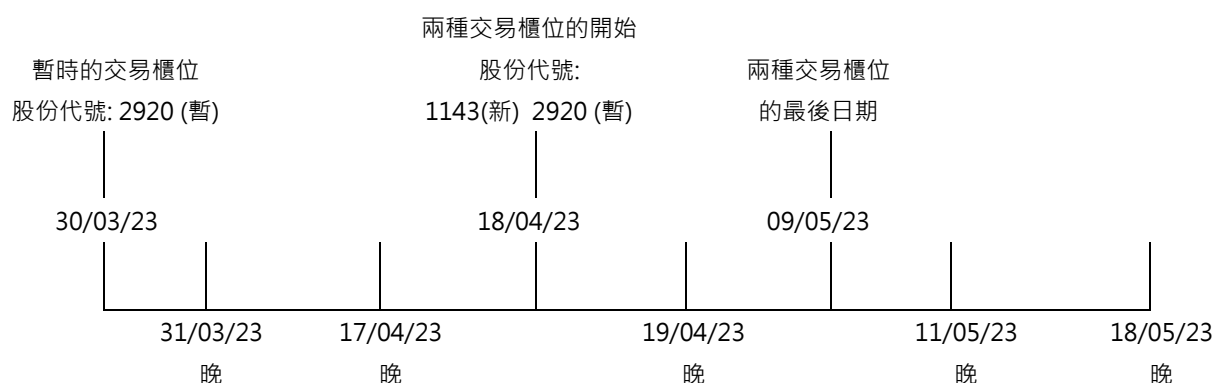 兩種交易櫃位的開始
暫時的交易櫃位
股份代號:
兩種交易櫃位
股份代號: 2920 (暫)
1143(新) 2920 (暫)
的最後日期
30/03/23
18/04/23
09/05/23
31/03/23
17/04/23
19/04/23
11/05/23
18/05/23
晚
晚
晚
晚
晚